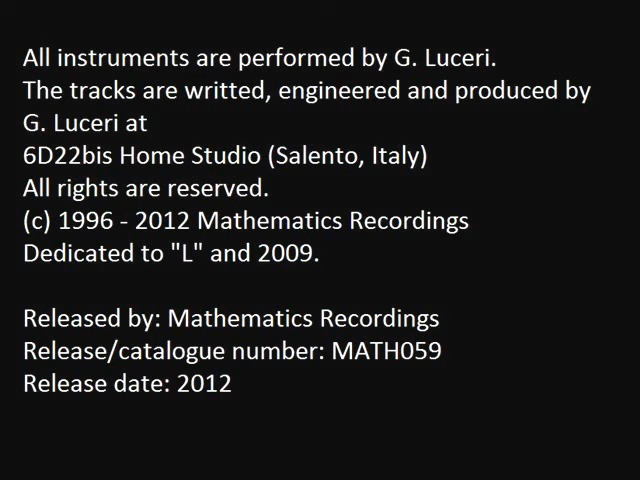 All instruments are performed by G. Luceri.
The tracks are writted, engineered and produced by
G. Luceri at
6D22bis Home Studio (Salento, Italy)
All rights are reserved.
(c) 1996 - 2012 Mathematics Recordings
Dedicated to "L" and 2009.
Released by: Mathematics Recordings
Release/catalogue number: MATH059
Release date: 2012